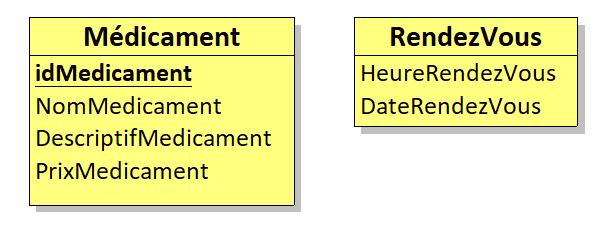 Médicament
idMedicament
NomMedicament
DescriptifMedicament
PrixMedicament
RendezVous
HeureRendezVous
DateRendezVous